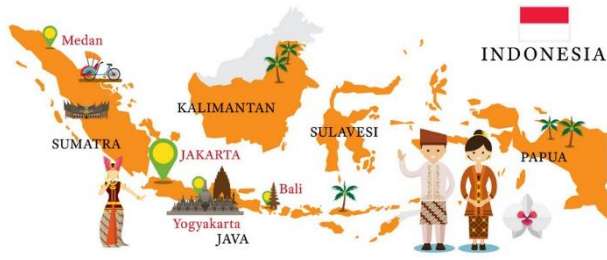 Medan
INDONESIA
KALIMANTAN
SULAVESI
SUMATRA
JAKARTA
PAPUA
Bali
Yogyakarta
JAVA